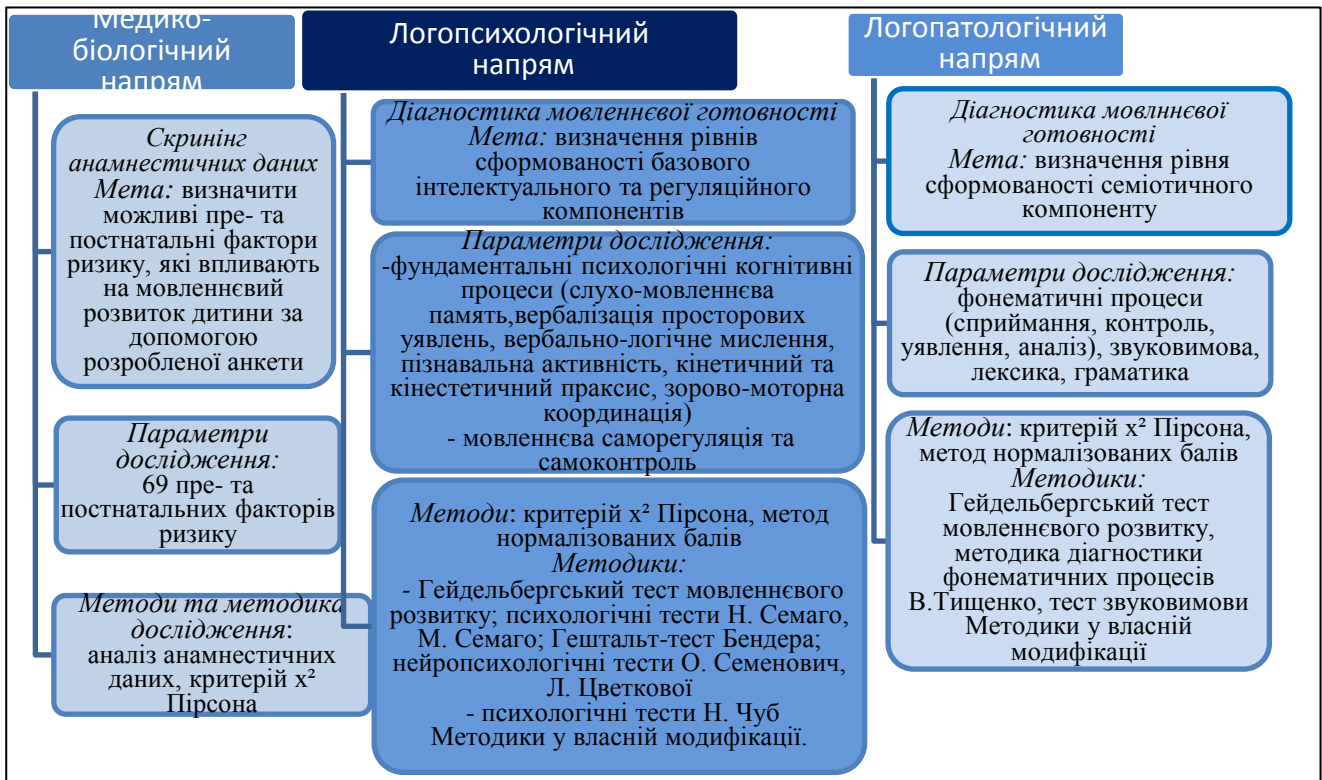 Медико-
біологічний
напрям
Скринінг
анамнестичних даних
Мета: визначити
можливі пре- та
постнатальні фактори
ризику, які впливають
на мовленнєвий
розвиток дитини за
допомогою
розробленої анкети
Параметри
дослідження:
69 пре- та
постнатальних факторів
ризику
Методи та методика
дослідження:
аналіз анамнестичних
даних, критерій х²
Пірсона
Логопсихологічний
напрям
Діагностика мовленнєвої готовності
Мета: визначення рівнів
сформованості базового
інтелектуального та регуляційного
компонентів
Параметри дослідження:
-фундаментальні психологічні когнітивні
процеси (слухо-мовленнєва
память,вербалізація просторових
уявлень, вербально-логічне мислення,
пізнавальна активність, кінетичний та
кінестетичний праксис, зорово-моторна
координація)
- мовленнєва саморегуляція та
самоконтроль
Методи: критерій х² Пірсона, метод
нормалізованих балів
Методики:
- Гейдельбергський тест мовленнєвого
розвитку; психологічні тести Н. Семаго,
М. Семаго; Гештальт-тест Бендера;
нейропсихологічні тести О. Семенович,
Л. Цветкової
- психологічні тести Н. Чуб
Методики у власній модифікації.
Логопатологічний
напрям
Діагностика мовлннєвої
готовності
Мета: визначення рівня
сформованості семіотичного
компоненту
Параметри дослідження:
фонематичні процеси
(сприймання, контроль,
уявлення, аналіз), звуковимова,
лексика, граматика
Методи: критерій х² Пірсона,
метод нормалізованих балів
Методики:
Гейдельбергський тест
мовленнєвого розвитку,
методика діагностики
фонематичних процесів
В.Тищенко, тест звуковимови
Методики у власній
модифікації